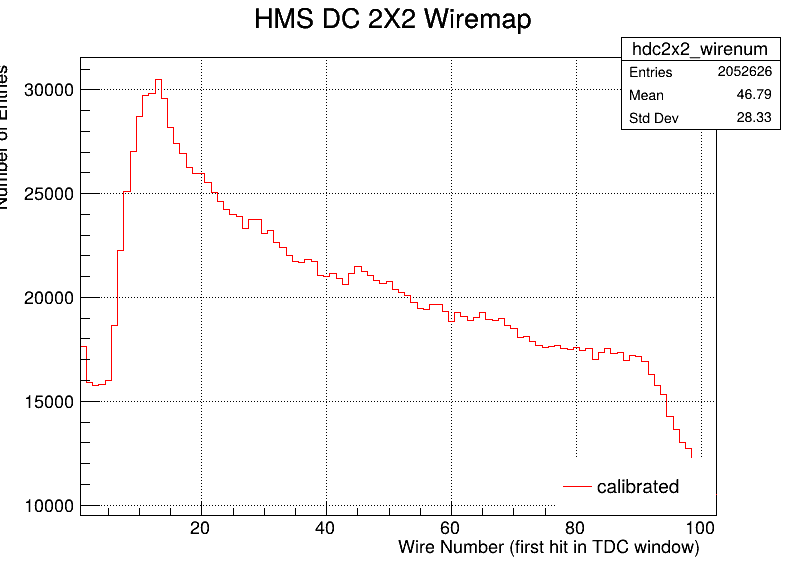 HMS DC 2X2 Wiremap
hdc2x2_wirenum
Entries 2052626
Mean 46.79
Std Dev 28.33
Number of Entries
30000
25000
20000
15000
10000
calibrated
20 40 60 80 100
Wire Number (first hit in TDC window)